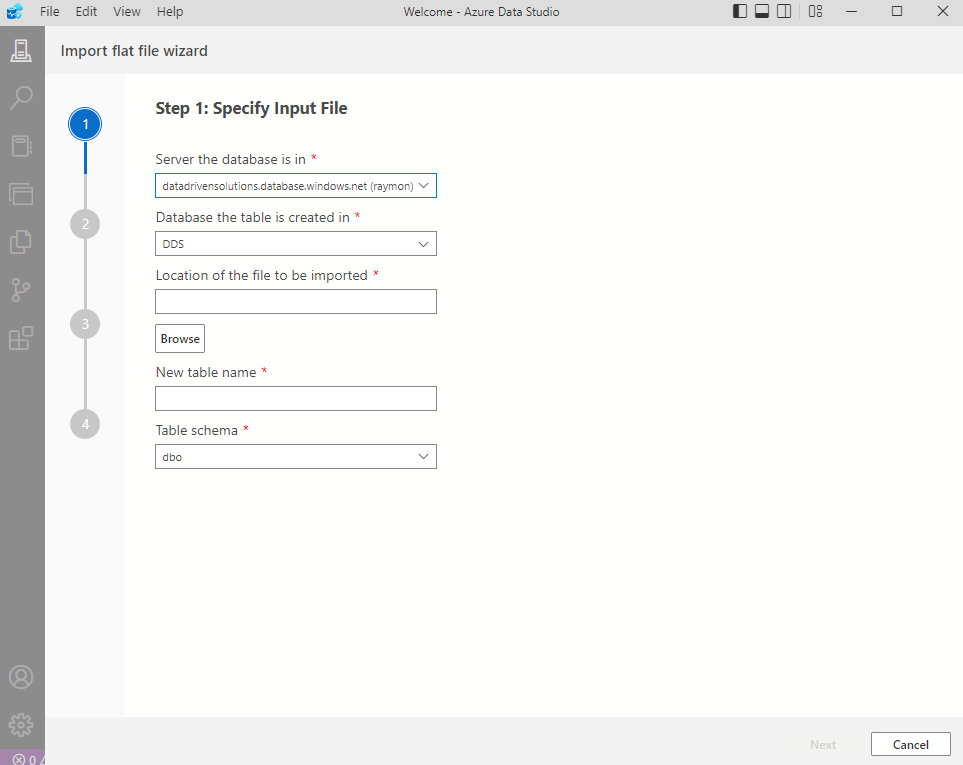 File Edit View Help Welcome - Azure Data Studio
Import flat file wizard
Step 1: Specify Input File
1
2
3
4
Server the database is in *
datadrivensolutions.database.windows.net (raymon)
Database the table is created in *
DDS
Location of the file to be imported *
Browse
New table name *
Table schema *
dbo
Next Cancel
0